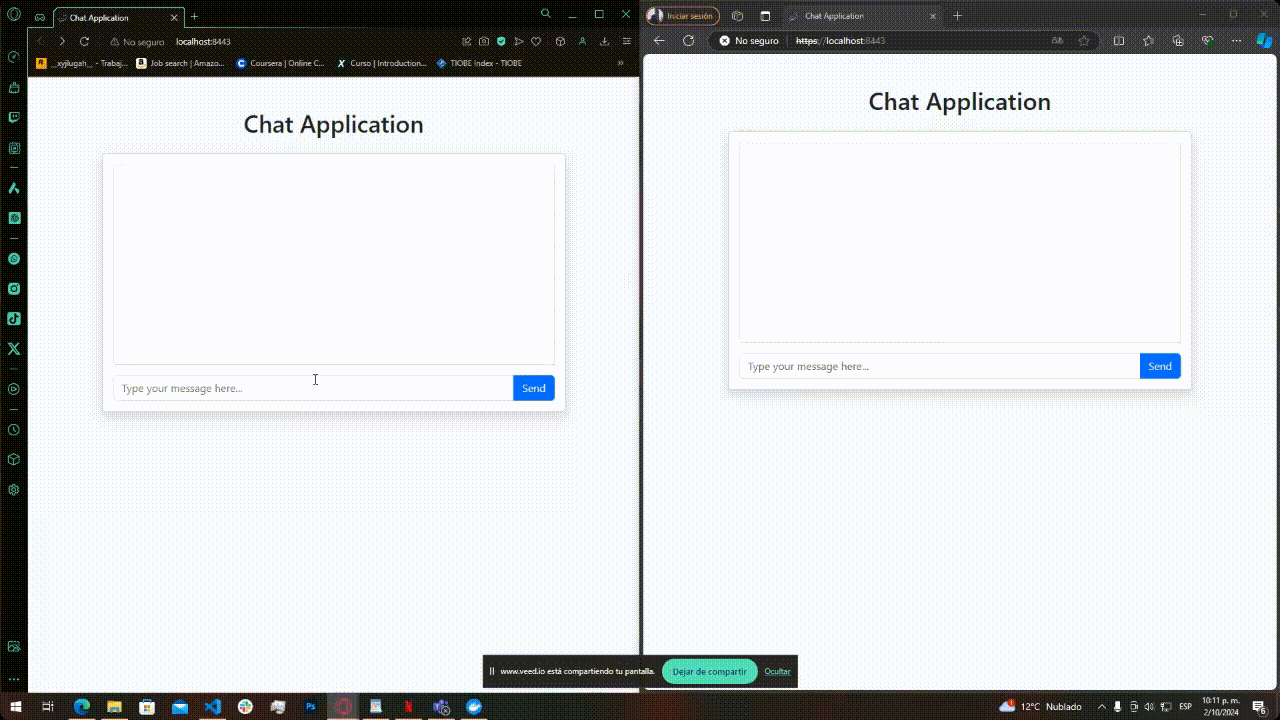 Chat Application
No seguro localhost:8443
__xyjlugah__ - Trabaj...
Job search | Amazo...
Coursera | Online C...
Curso | Introduction...
TIOBE Index - TIOBE
»
Chat Application
Type your message here...
Send
Iniciar sesión
Chat Application
No seguro https://localhost:8443
Chat Application
Type your message here...
Send
www.veed.io está compartiendo tu pantalla.
Dejar de compartir
Ocultar
12°C Nublado
ESP
10:11 p. m.
2/10/2024
6